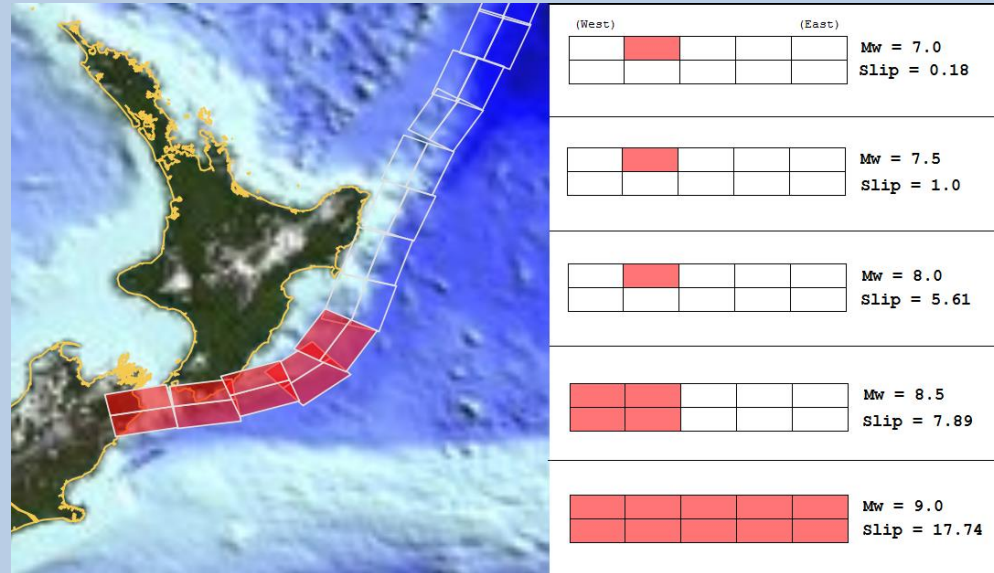 (West) (East)
Mw = 7.0
Slip = 0.18
Mw = 7.5
Slip = 1.0
Mw = 8.0
Slip = 5.61
Mw = 8.5
Slip = 7.89
Mw = 9.0
Slip = 17.74